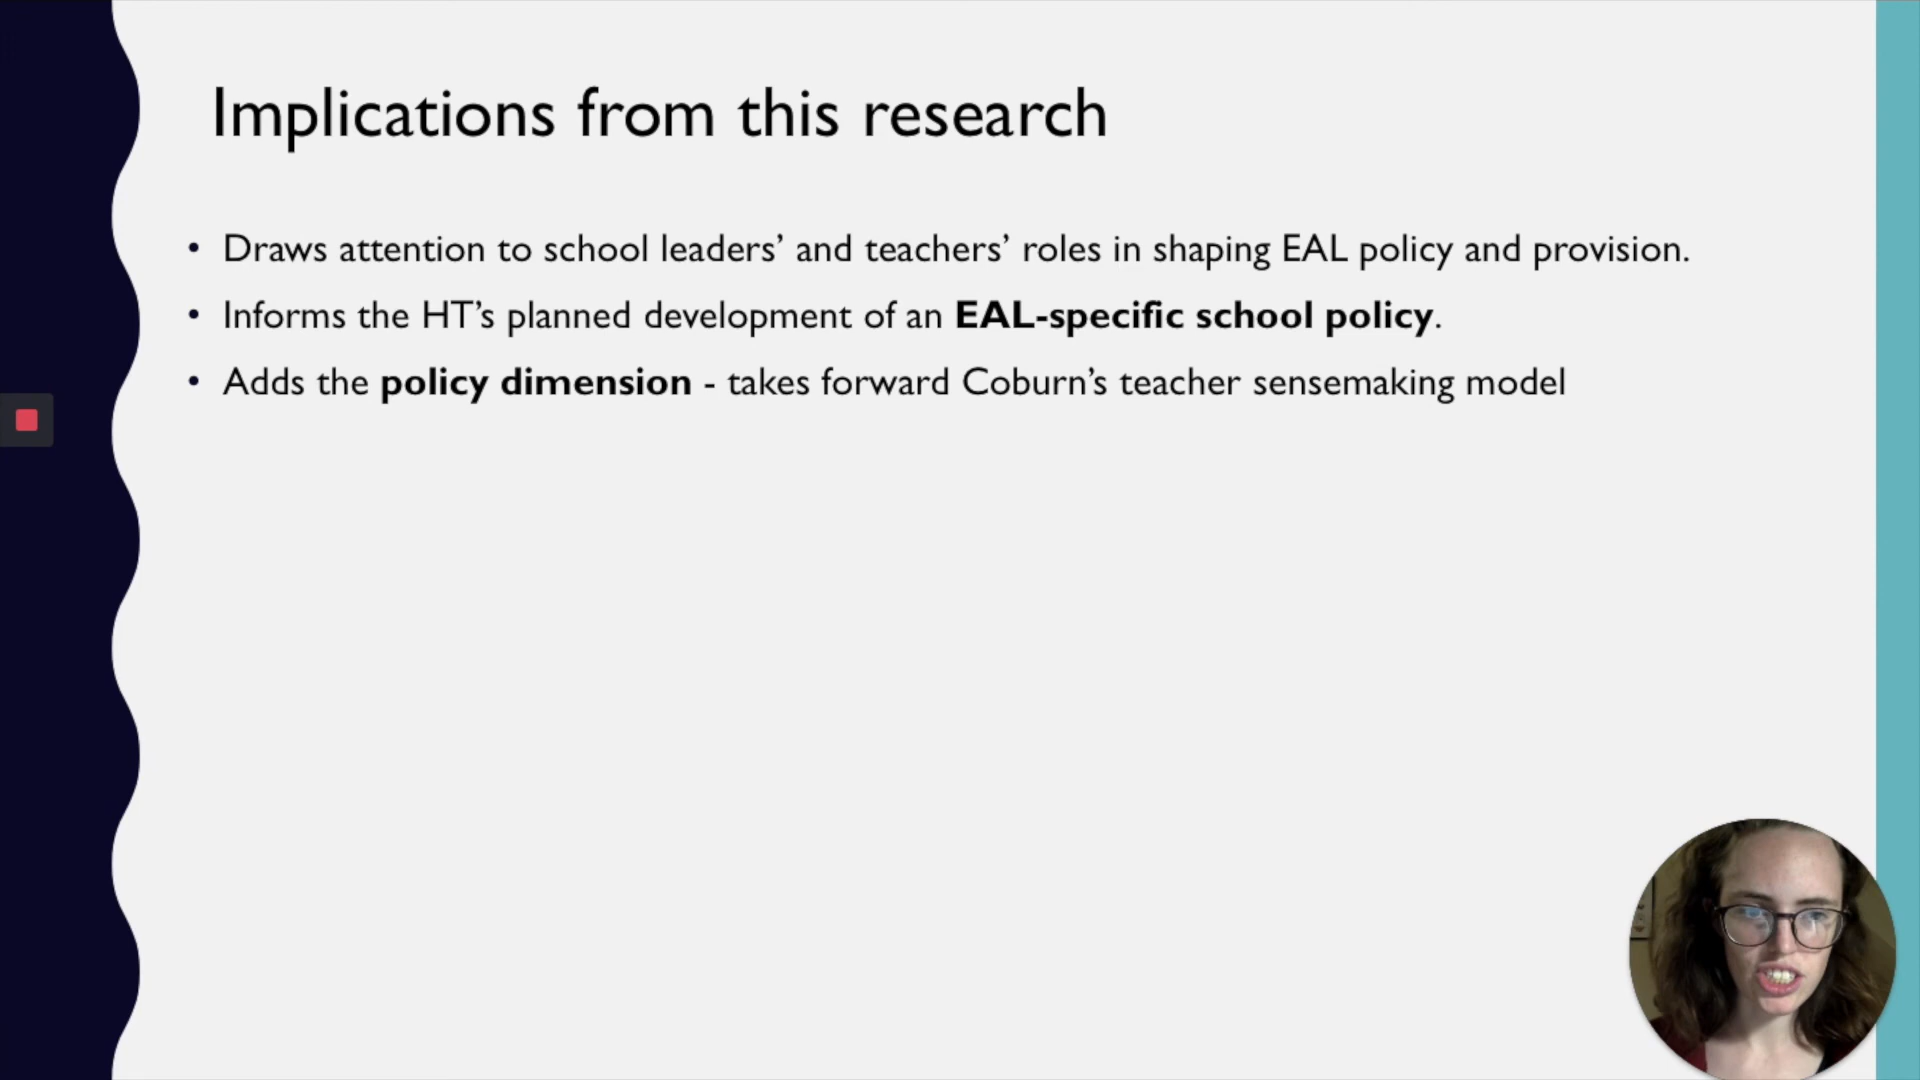 Implications from this research
• Draws attention to school leaders’ and teachers’ roles in shaping EAL policy and provision.
• Informs the HT’s planned development of an EAL-specific school policy.
• Adds the policy dimension - takes forward Coburn’s teacher sensemaking model